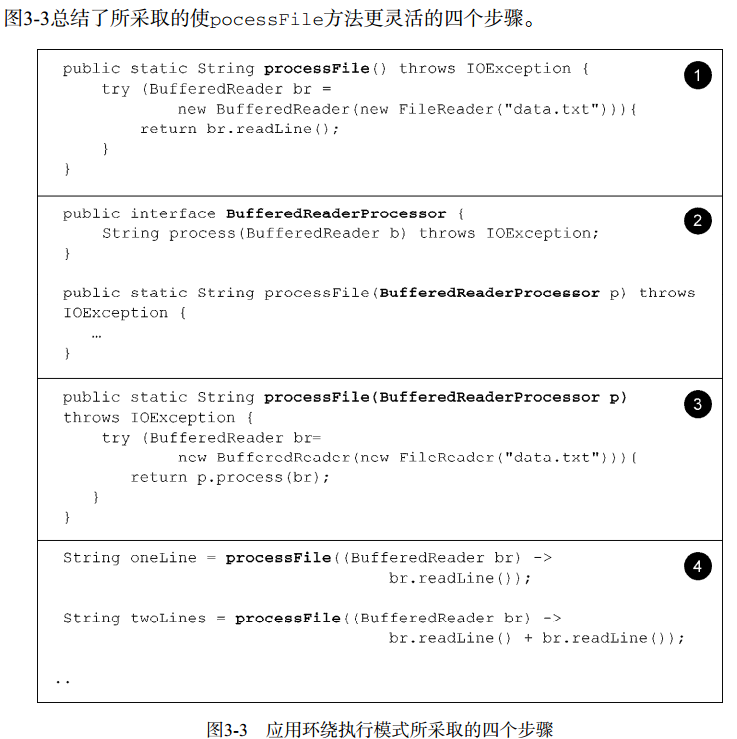 图3-3总结了所采取的使pocessFile方法更灵活的四个步骤。
public static String processFile() throws IOException {
try (BufferedReader br =
new BufferedReader(new FileReader("data.txt"))){
return br.readLine();
}
}
1
public interface BufferedReaderProcessor {
String process(BufferedReader b) throws IOException;
}
public static String processFile(BufferedReaderProcessor p) throws
IOException {
…
}
2
public static String processFile(BufferedReaderProcessor p)
throws IOException {
try (BufferedReader br=
new BufferedReader(new FileReader("data.txt"))){
return p.process(br);
}
}
3
String oneLine = processFile((BufferedReader br) ->
br.readLine());
String twoLines = processFile((BufferedReader br) ->
br.readLine() + br.readLine());
..
4
图3-3 应用环绕执行模式所采取的四个步骤